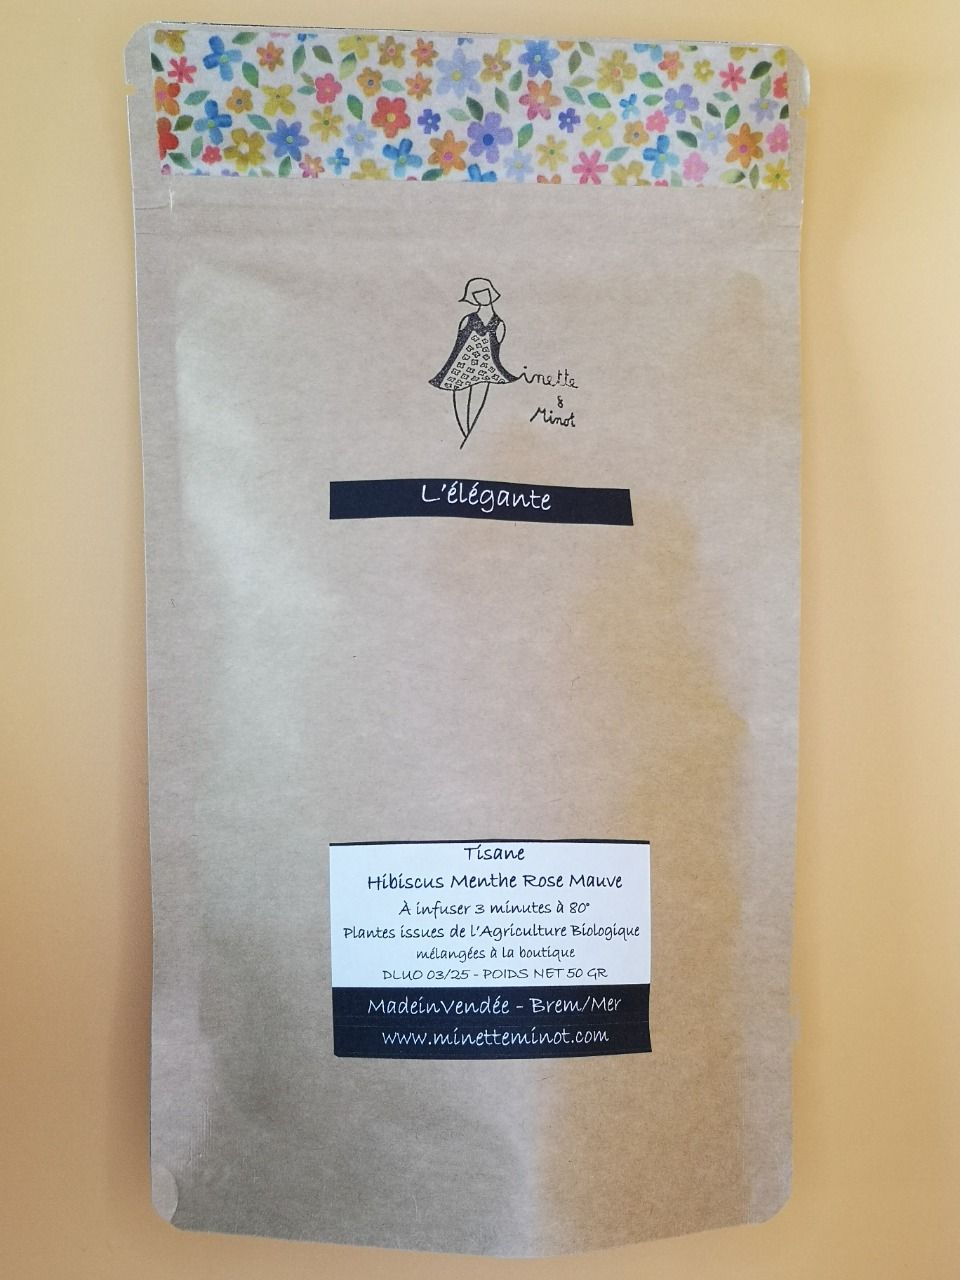 Minette
&
Minot
L'élégante
Tisane
Hibiscus Menthe Rose Mauve
À infuser 3 minutes à 80°
Plantes issues de l'Agriculture Biologique
mélangées à la boutique
DLUO 03/25 - POIDS NET 50 GR
MadeinVendée - Brem/Mer
www.minetteminot.com